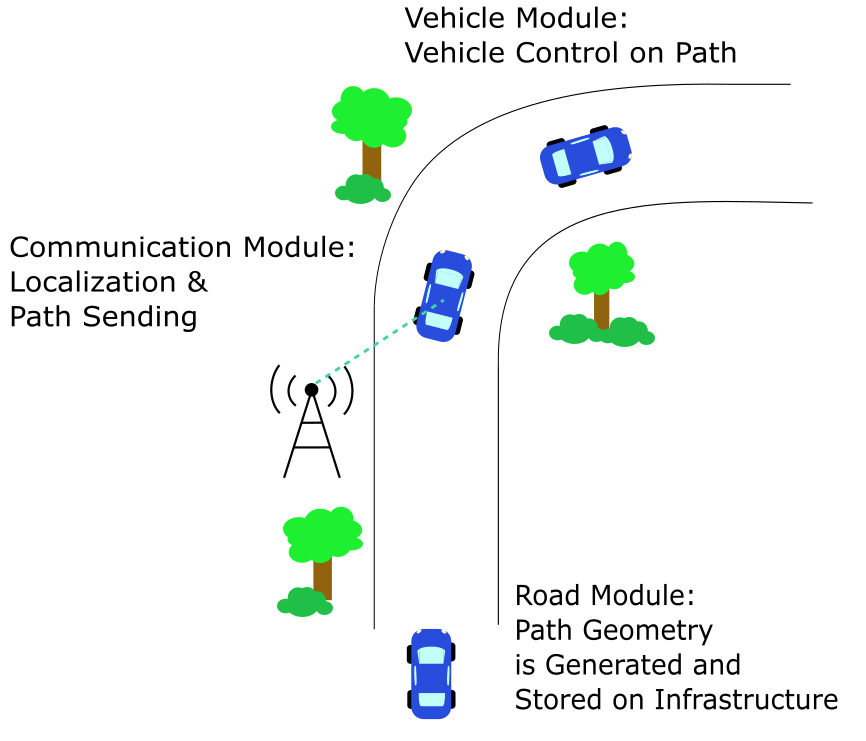 Vehicle Module:
Vehicle Control on Path
Communication Module:
Localization &
Path Sending
Road Module:
Path Geometry
is Generated and
Stored on Infrastructure